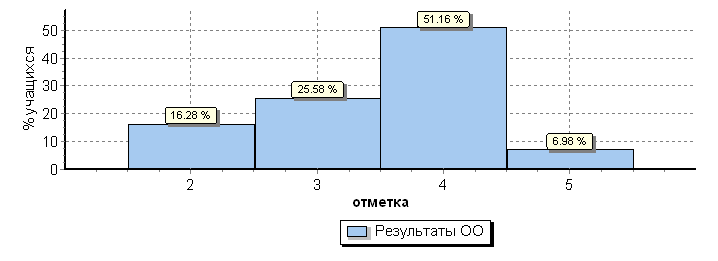 % учащихся
50
40
30
20
10
0
16.28 %
25.58 %
51.16 %
6.98 %
2 3 4 5
отметка
Результаты ОО